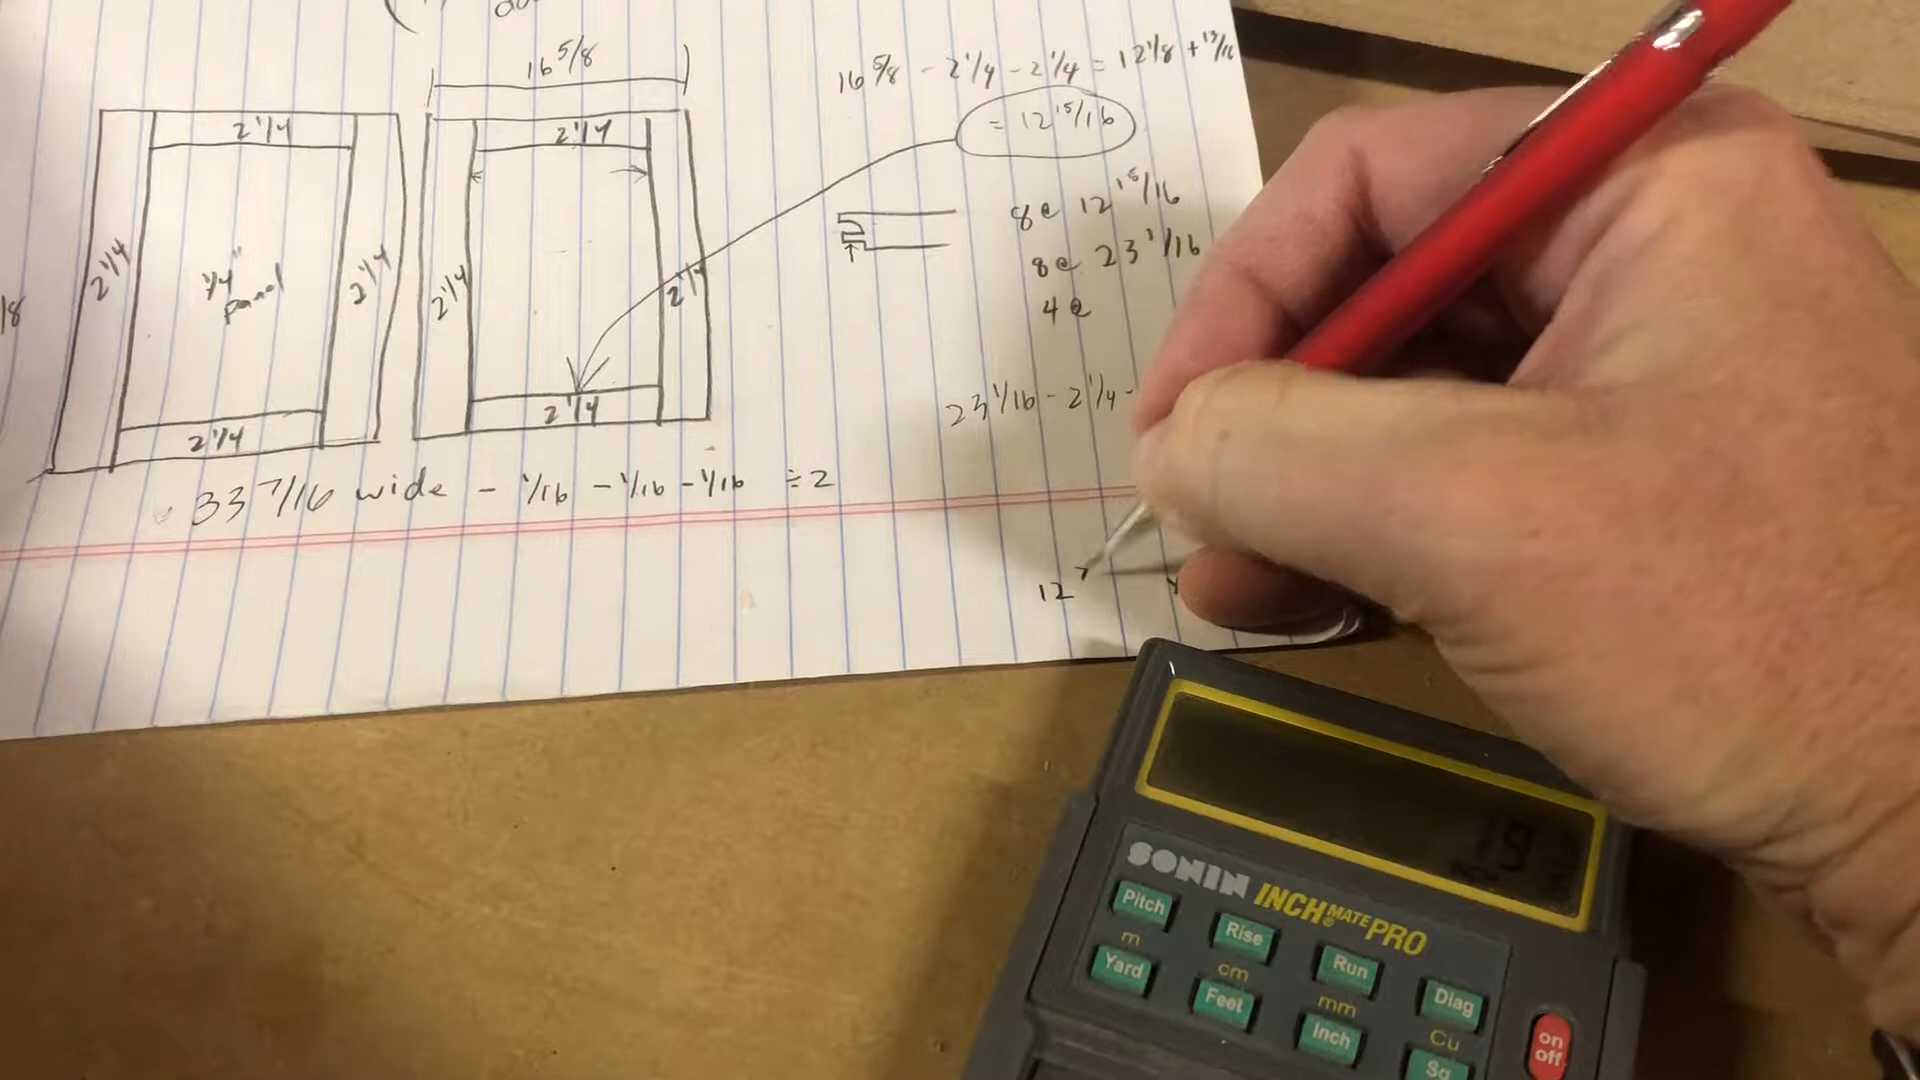 16 5/8
16 5/8 - 2 1/4 - 2 1/4 = 12 1/8 + 13/16
= 12 15/16
2 1/4
2 1/4
2 1/4
1/4" panel
2 1/4
2 1/4
2 1/4
2 1/4
2 1/4
/8
8@ 12 15/16
8@ 23 1/16
4@
23 1/16 - 2 1/4 -
33 7/16 wide - 1/16 - 1/16 - 1/16 ÷ 2
12 7
19
SONIN INCH MATE® PRO
Pitch Rise Run Diag
m cm mm Cu
Yard Feet Inch Sq
on off